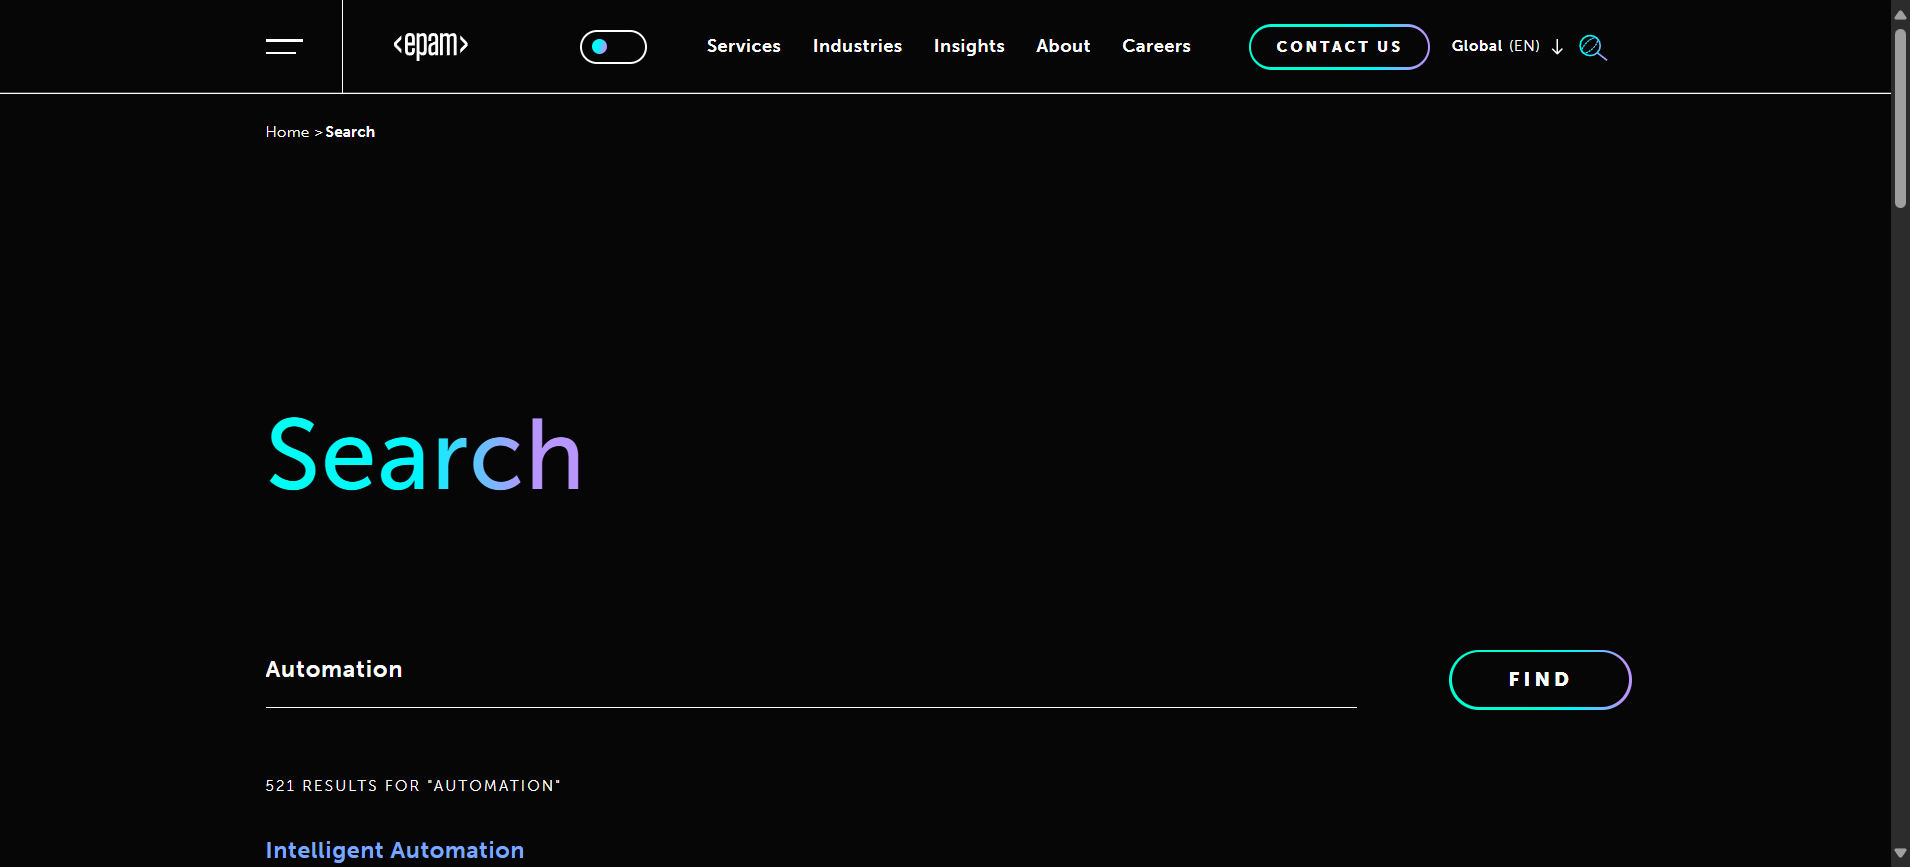 <epam>
Services Industries Insights About Careers
CONTACT US
Global (EN)
Home > Search
Search
Automation
FIND
521 RESULTS FOR "AUTOMATION"
Intelligent Automation